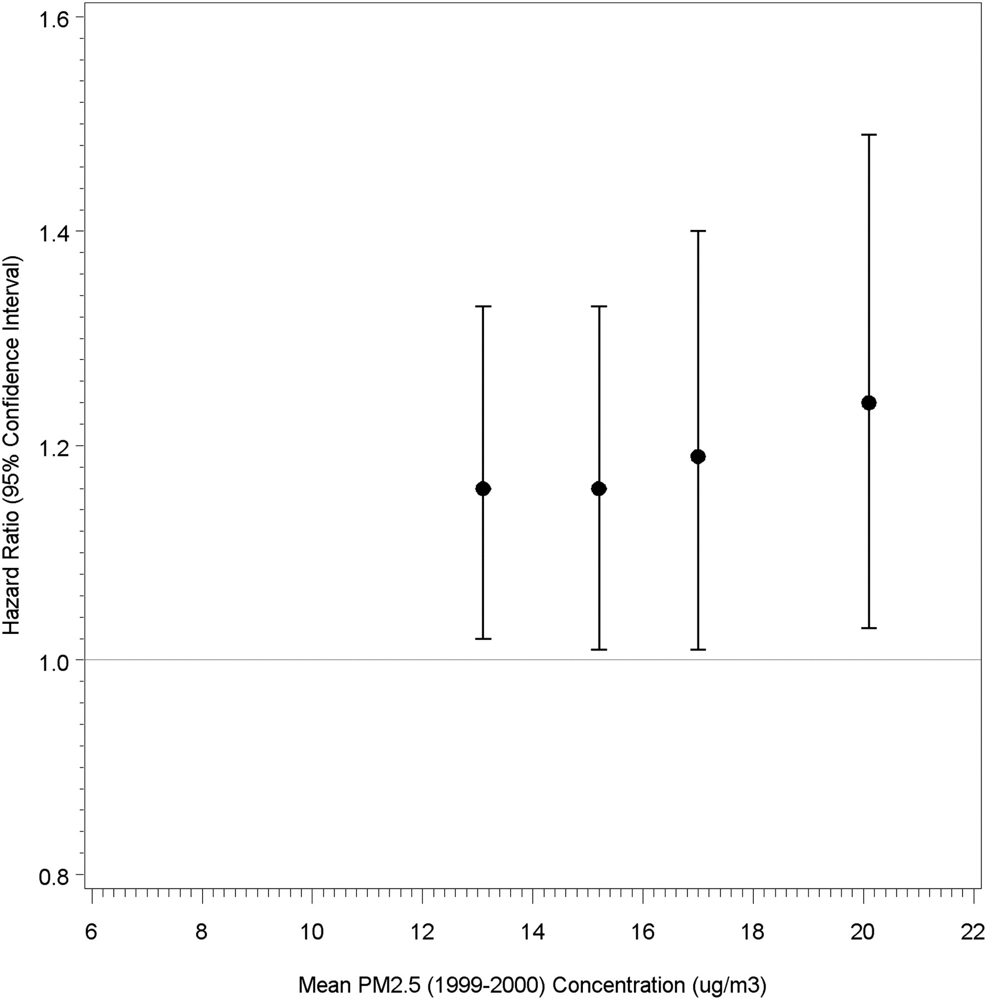 Hazard Ratio (95% Confidence Interval)
1.6
1.4
1.2
1.0
0.8
6 8 10 12 14 16 18 20 22
Mean PM2.5 (1999-2000) Concentration (ug/m3)